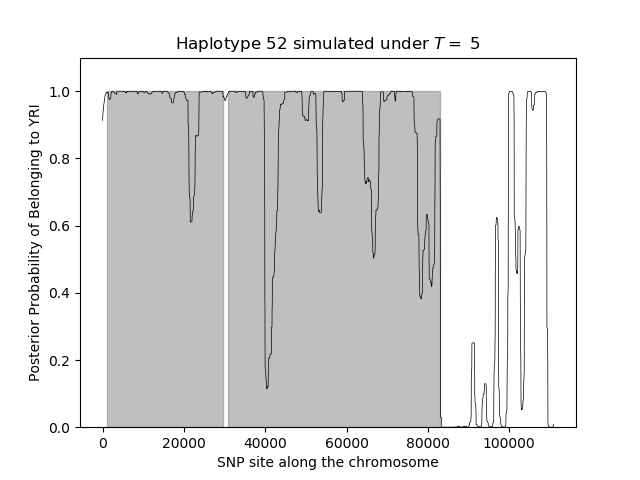 Haplotype 52 simulated under T = 5
Posterior Probability of Belonging to YRI
1.0
0.8
0.6
0.4
0.2
0.0
0 20000 40000 60000 80000 100000
SNP site along the chromosome